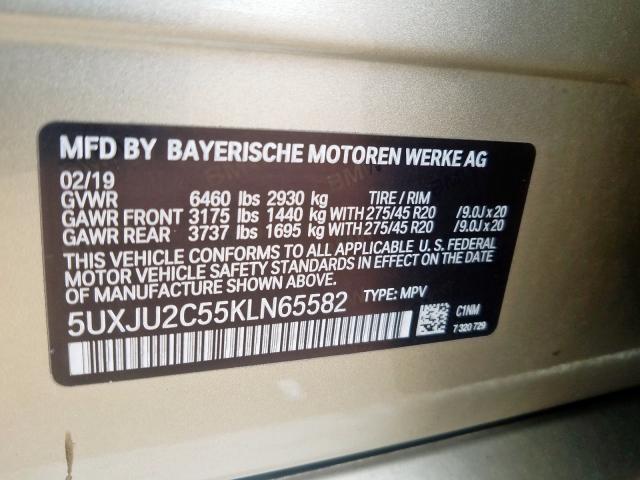 MFD BY BAYERISCHE MOTOREN WERKE AG
02/19
GVWR 6460 lbs 2930 kg TIRE / RIM
GAWR FRONT 3175 lbs 1440 kg WITH 275/45 R20 /9.0J x 20
GAWR REAR 3737 lbs 1695 kg WITH 275/45 R20 /9.0J x 20
THIS VEHICLE CONFORMS TO ALL APPLICABLE U. S. FEDERAL
MOTOR VEHICLE SAFETY STANDARDS IN EFFECT ON THE DATE
OF MANUFACTURE SHOWN ABOVE.
5UXJU2C55KLN65582 TYPE: MPV
C1NM
7 320 729